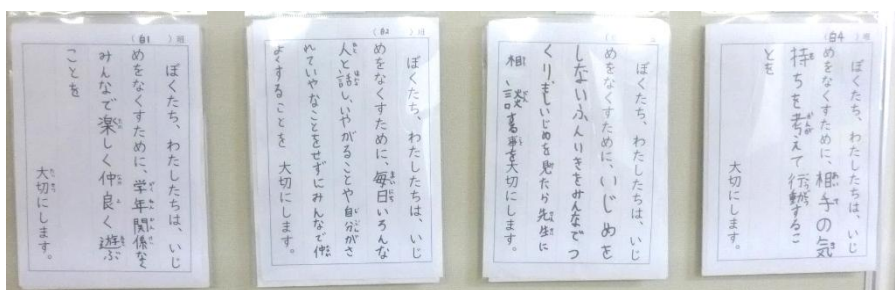 （白1）班
ぼくたち、わたしたちは、いじ
めをなくすために、学年関係なく
みんなで楽しく仲良く遊ぶ
ことを
大切にします。
（白2）班
ぼくたち、わたしたちは、いじ
めをなくすために、毎日いろんな
人と話し、いやがることや自分がさ
れていやなことをせずにみんなで仲
よくすることを 大切にします。
ぼくたち、わたしたちは、いじ
めをなくすために、いじめを
しないふんいきをみんなでつ
くり、もしいじめを見たら先生に
相談する事を大切にします。
（白4）班
ぼくたち、わたしたちは、いじ
めをなくすために、相手の気
持ちを考えて行動するこ
とを
大切にします。